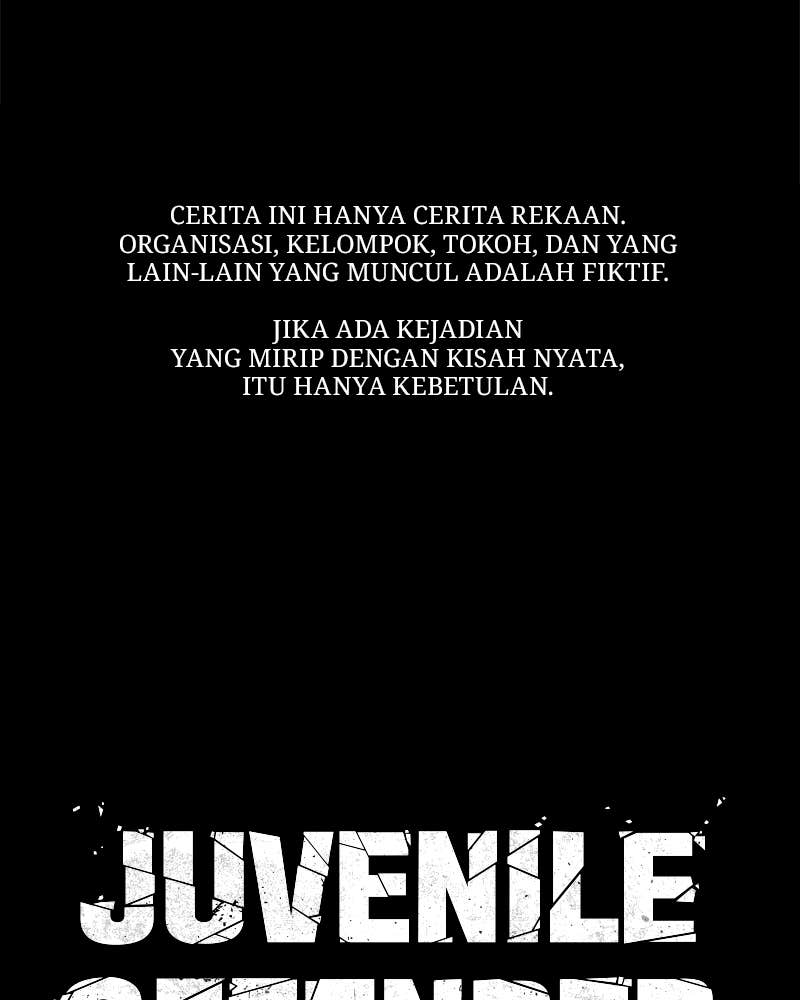 CERITA INI HANYA CERITA REKAAN.
ORGANISASI, KELOMPOK, TOKOH, DAN YANG
LAIN-LAIN YANG MUNCUL ADALAH FIKTIF.
JIKA ADA KEJADIAN
YANG MIRIP DENGAN KISAH NYATA,
ITU HANYA KEBETULAN.
JUVENILE